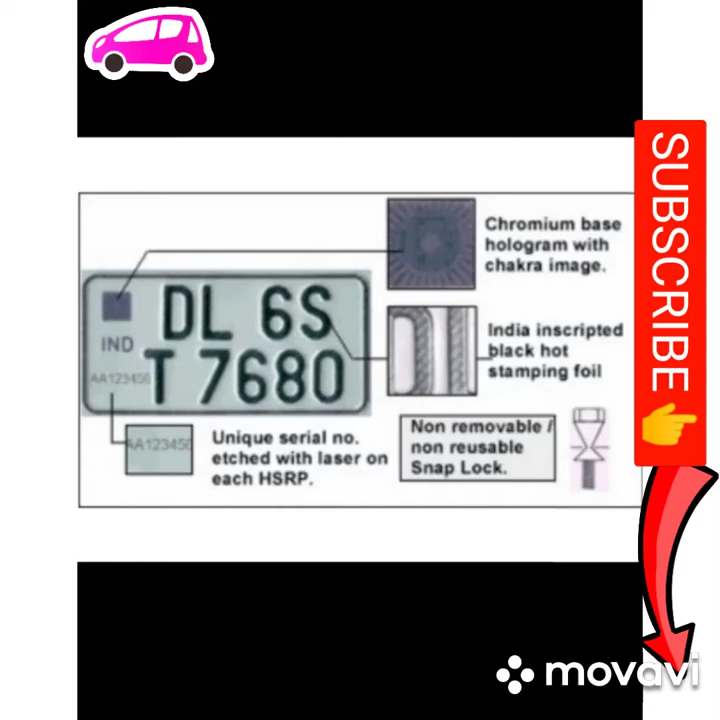 SUBSCRIBE
Chromium base
hologram with
chakra image.
DL 6S
IND
T 7680
AA123456
India inscripted
black hot
stamping foil
AA123456
Unique serial no.
etched with laser on
each HSRP.
Non removable /
non reusable
Snap Lock.
movavi